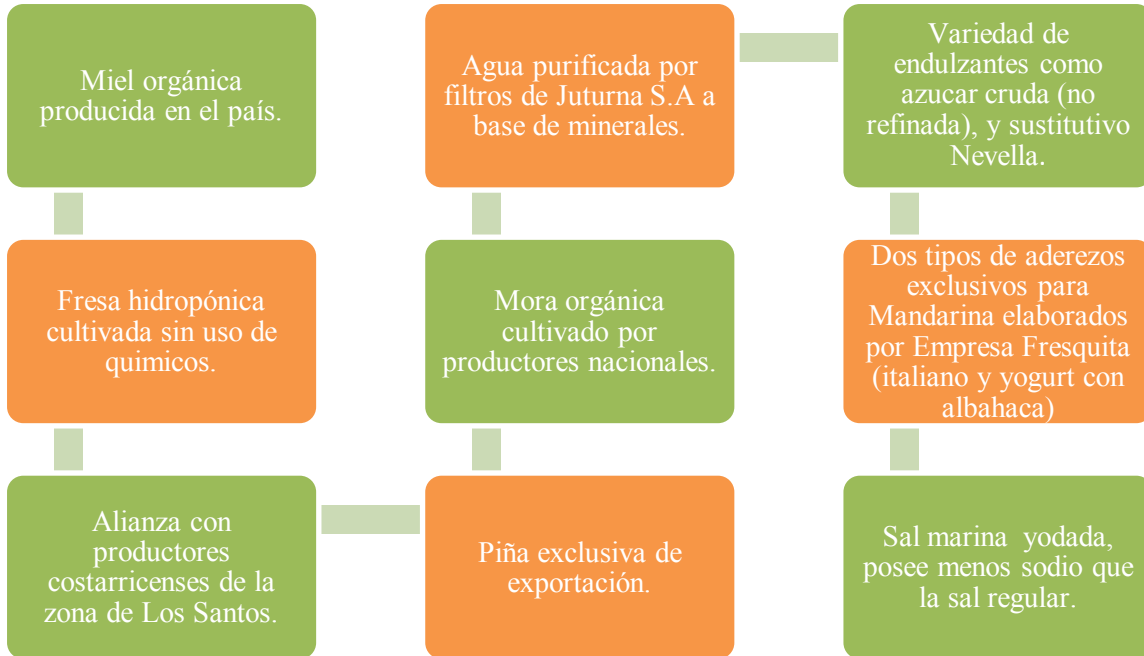 Miel orgánica
producida en el país.
Fresa hidropónica
cultivada sin uso de
quimicos.
Alianza con
productores
costarricenses de la
zona de Los Santos.
Piña exclusiva de
exportación.
Mora orgánica
cultivado por
productores nacionales.
Agua purificada por
filtros de Juturna S.A a
base de minerales.
Variedad de
endulzantes como
azucar cruda (no
refinada), y sustitutivo
Nevella.
Dos tipos de aderezos
exclusivos para
Mandarina elaborados
por Empresa Fresquita
(italiano y yogurt con
albahaca)
Sal marina yodada,
posee menos sodio que
la sal regular.